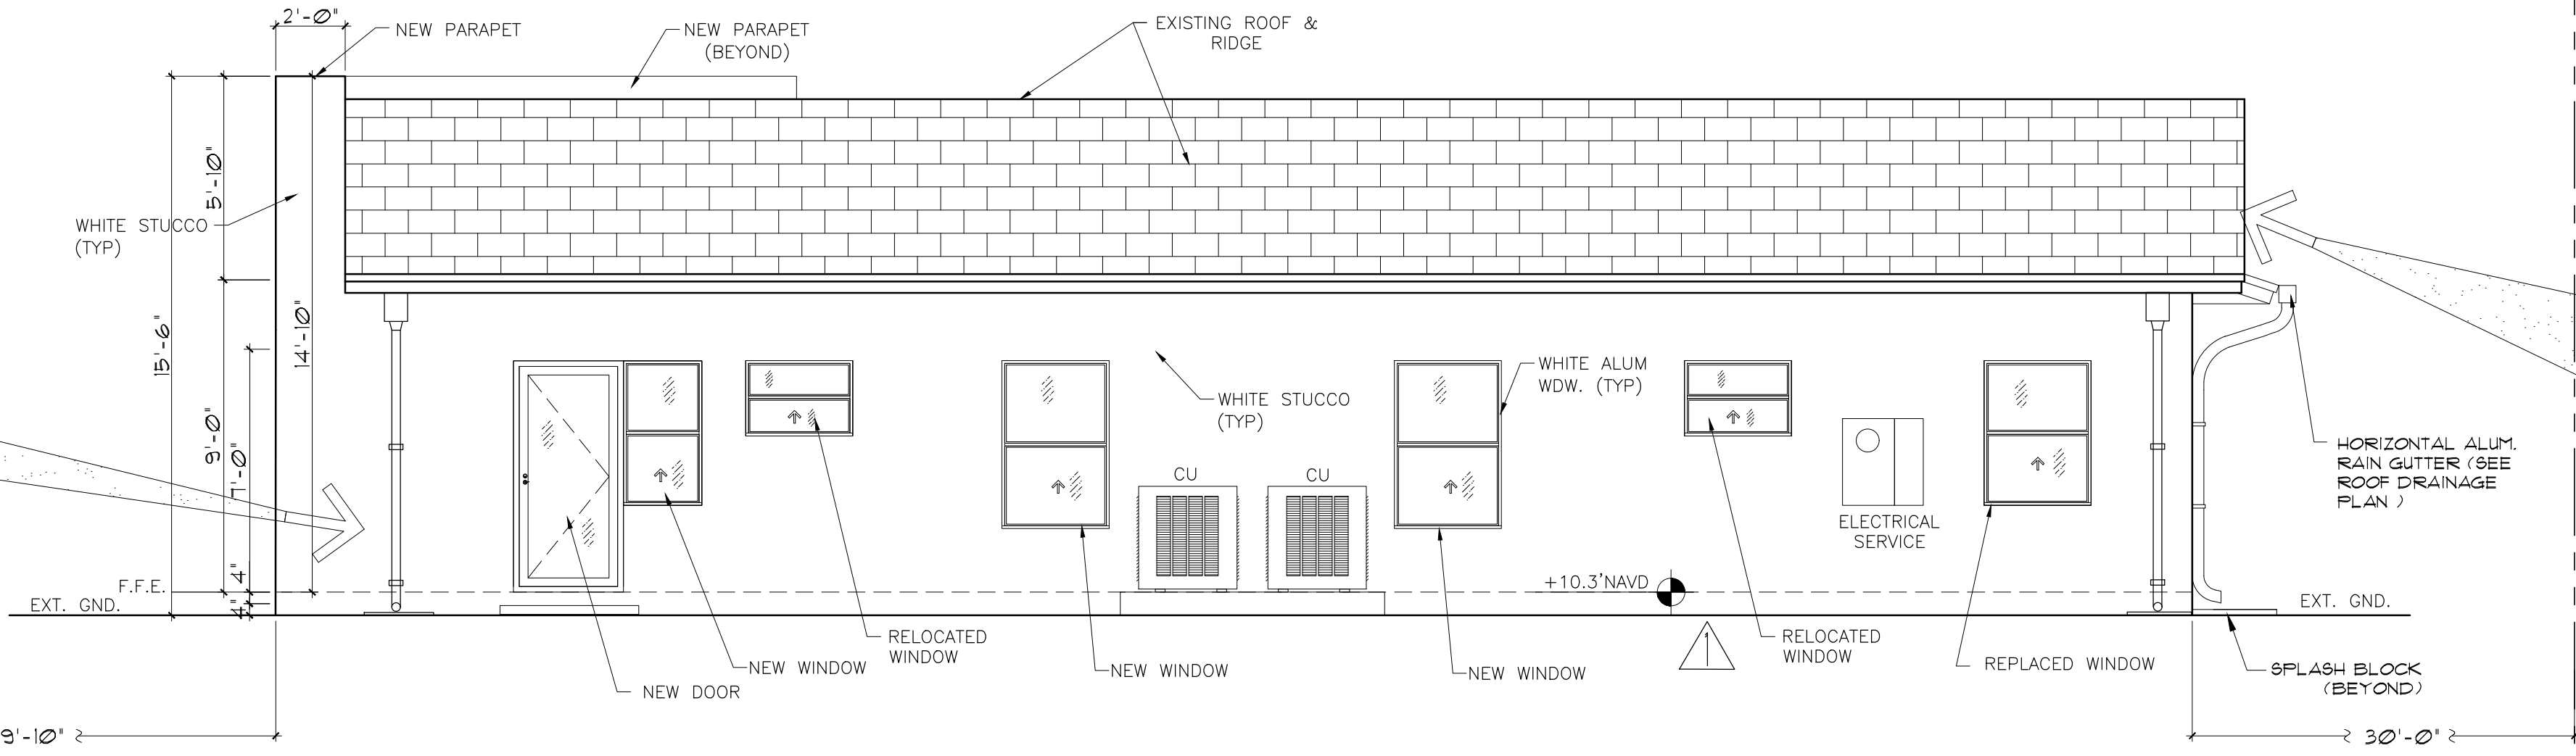 2'-0"
NEW PARAPET
NEW PARAPET
(BEYOND)
EXISTING ROOF &
RIDGE
5'-10"
WHITE STUCCO
(TYP)
15'-6"
14'-10"
9'-0"
7'-0"
4"
4"
F.F.E.
EXT. GND.
WHITE STUCCO
(TYP)
WHITE ALUM
WDW. (TYP)
CU
CU
ELECTRICAL
SERVICE
HORIZONTAL ALUM.
RAIN GUTTER (SEE
ROOF DRAINAGE
PLAN )
+10.3'NAVD
1
EXT. GND.
RELOCATED
WINDOW
NEW WINDOW
NEW DOOR
NEW WINDOW
NEW WINDOW
RELOCATED
WINDOW
REPLACED WINDOW
SPLASH BLOCK
(BEYOND)
9'-10"
30'-0"